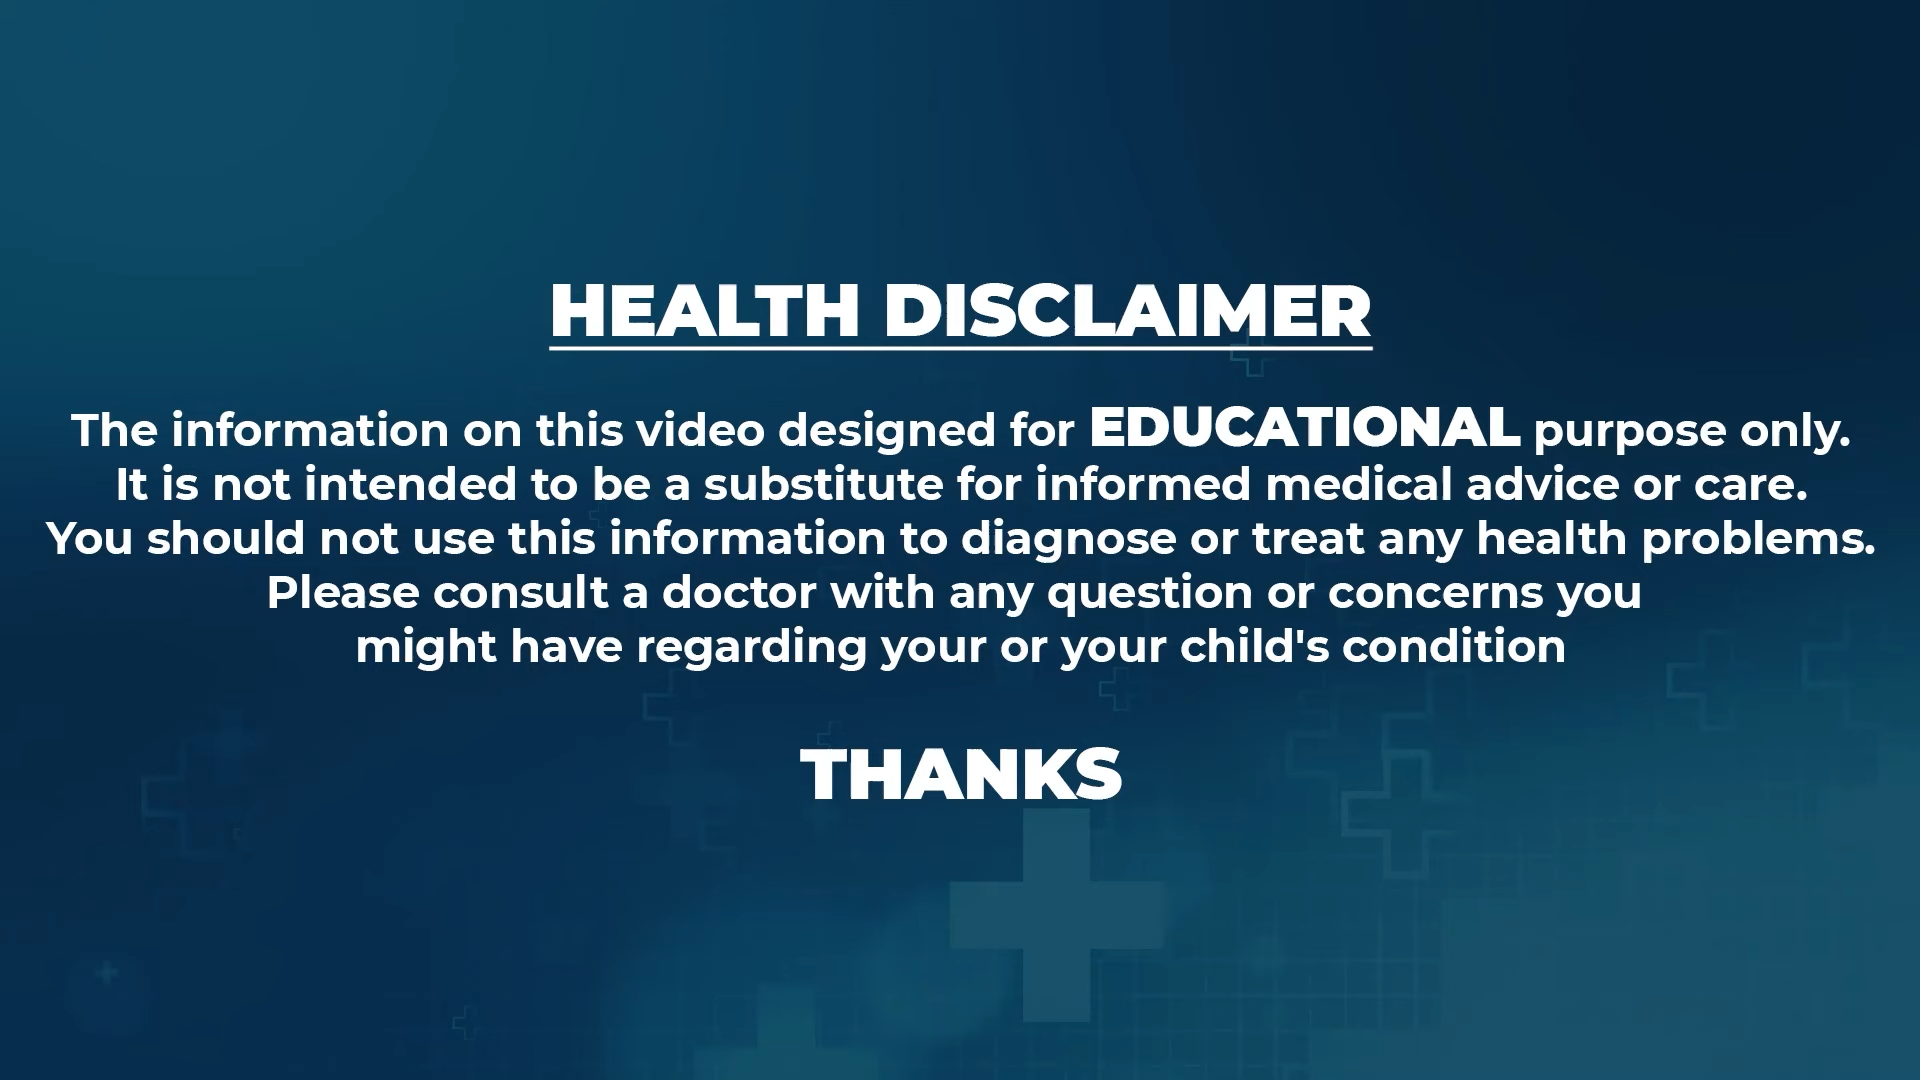 HEALTH DISCLAIMER
The information on this video designed for EDUCATIONAL purpose only.
It is not intended to be a substitute for informed medical advice or care.
You should not use this information to diagnose or treat any health problems.
Please consult a doctor with any question or concerns you
might have regarding your or your child's condition
THANKS